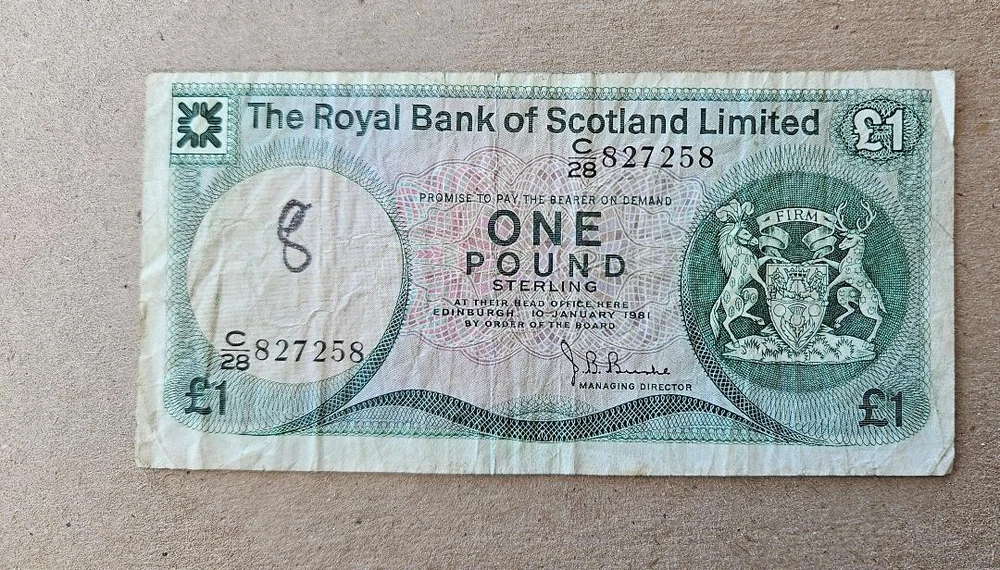 The Royal Bank of Scotland Limited
£1
C/28 827258
PROMISE TO PAY THE BEARER ON DEMAND
ONE
POUND
STERLING
AT THEIR HEAD OFFICE HERE
EDINBURGH, 10 JANUARY 1981
BY ORDER OF THE BOARD
MANAGING DIRECTOR
8
C/28 827258
£1
FIRM
£1